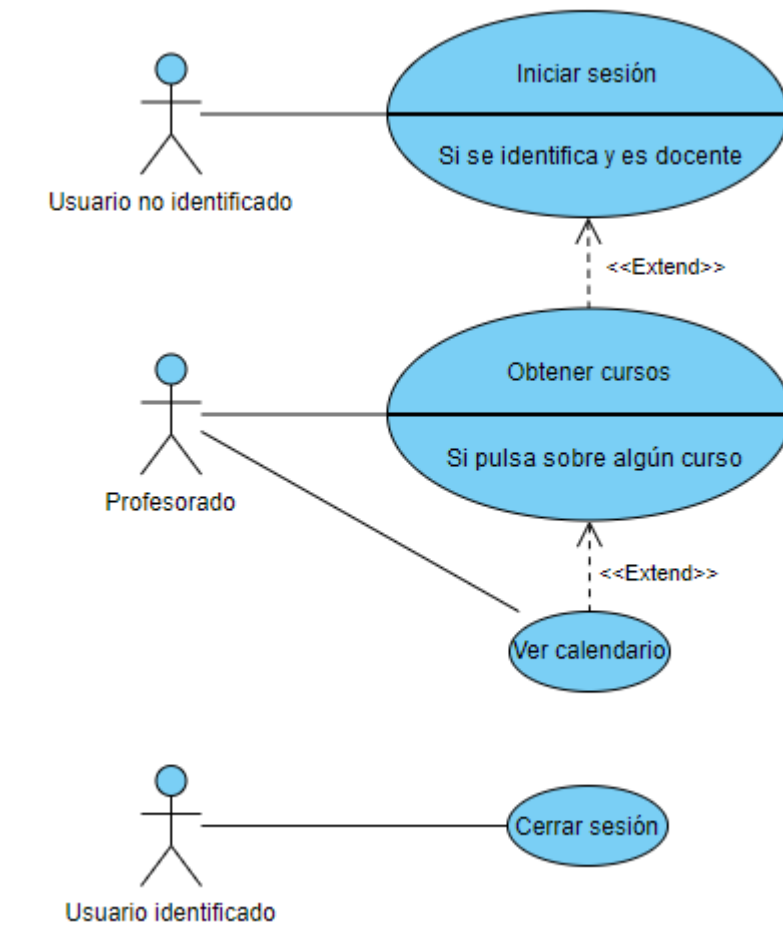 Iniciar sesión
Si se identifica y es docente
Usuario no identificado
<<Extend>>
Obtener cursos
Si pulsa sobre algún curso
Profesorado
<<Extend>>
Ver calendario
Cerrar sesión
Usuario identificado